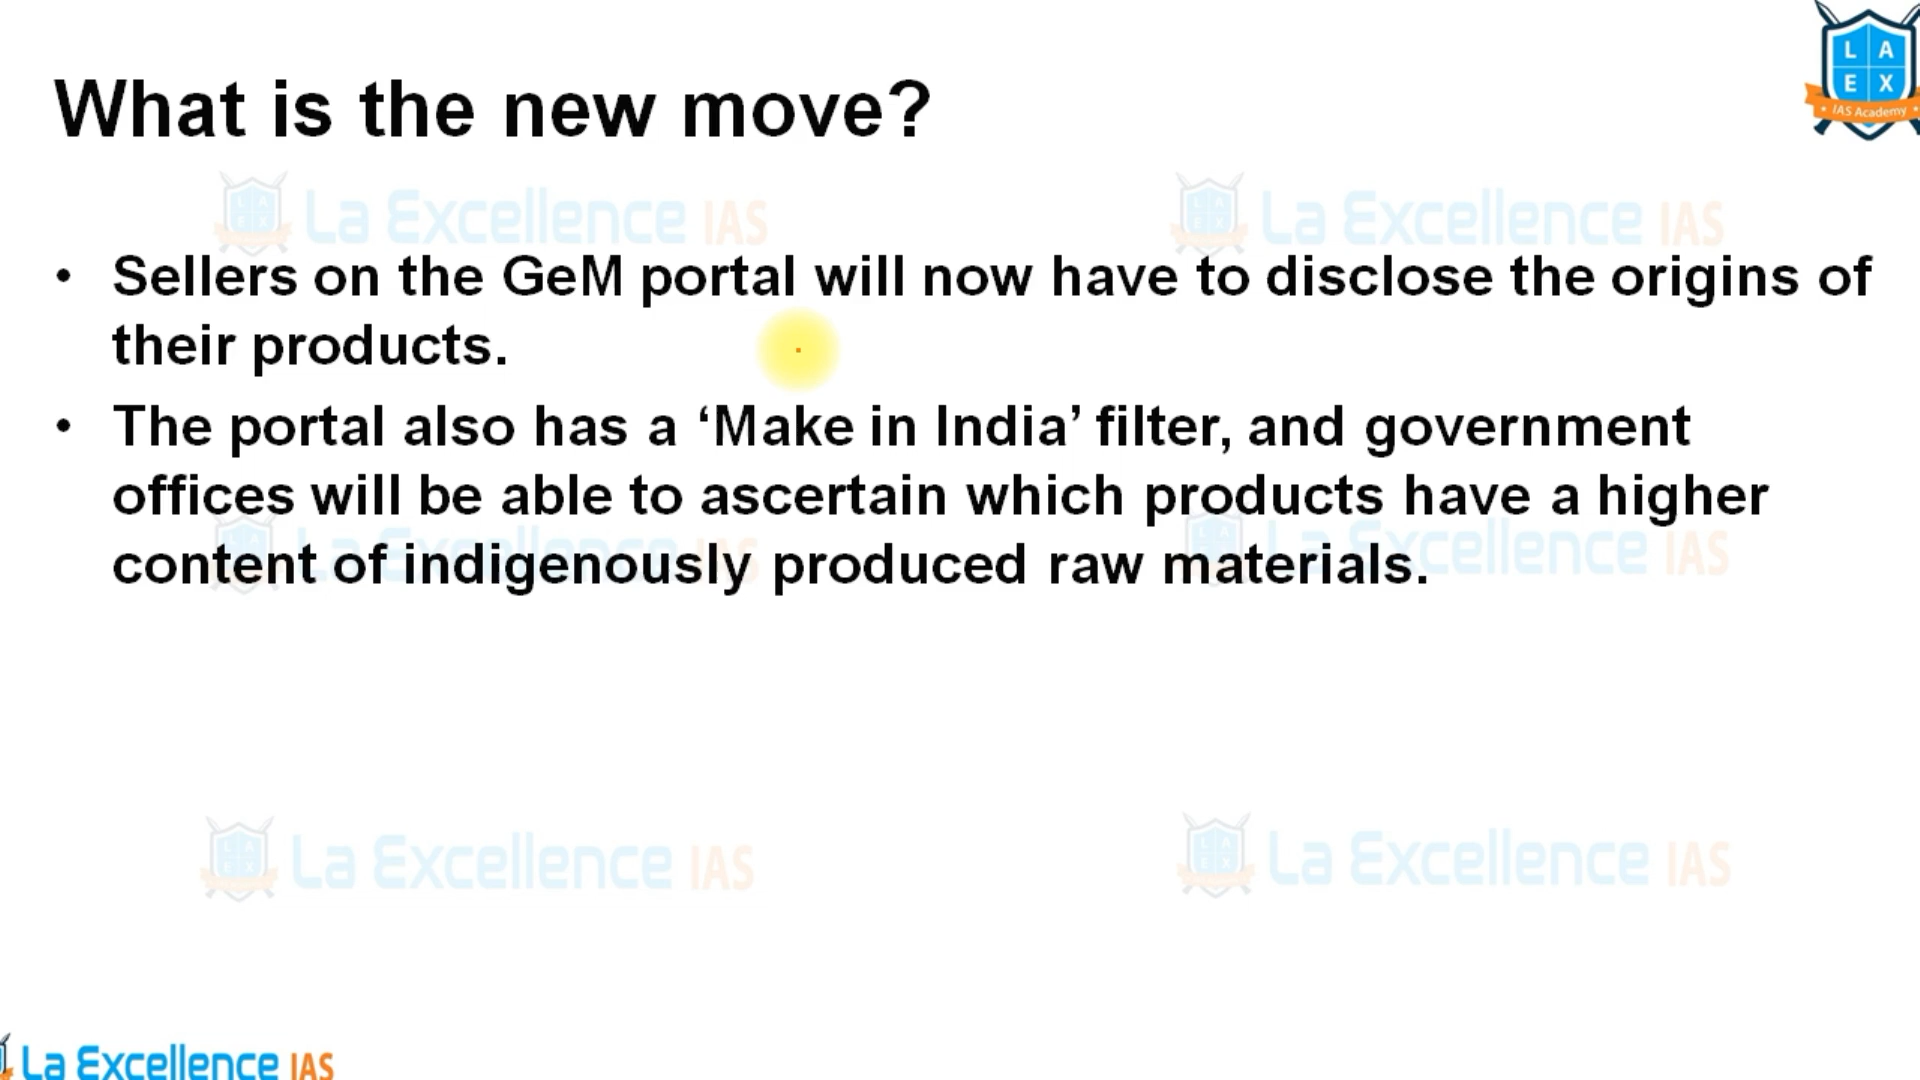 What is the new move?
L A
E X
IAS Academy
La Excellence IAS
La Excellence IAS
• Sellers on the GeM portal will now have to disclose the origins of
their products.
• The portal also has a ‘Make in India’ filter, and government
offices will be able to ascertain which products have a higher
content of indigenously produced raw materials.
La Excellence IAS
La Excellence IAS
La Excellence IAS
La Excellence IAS
La Excellence IAS